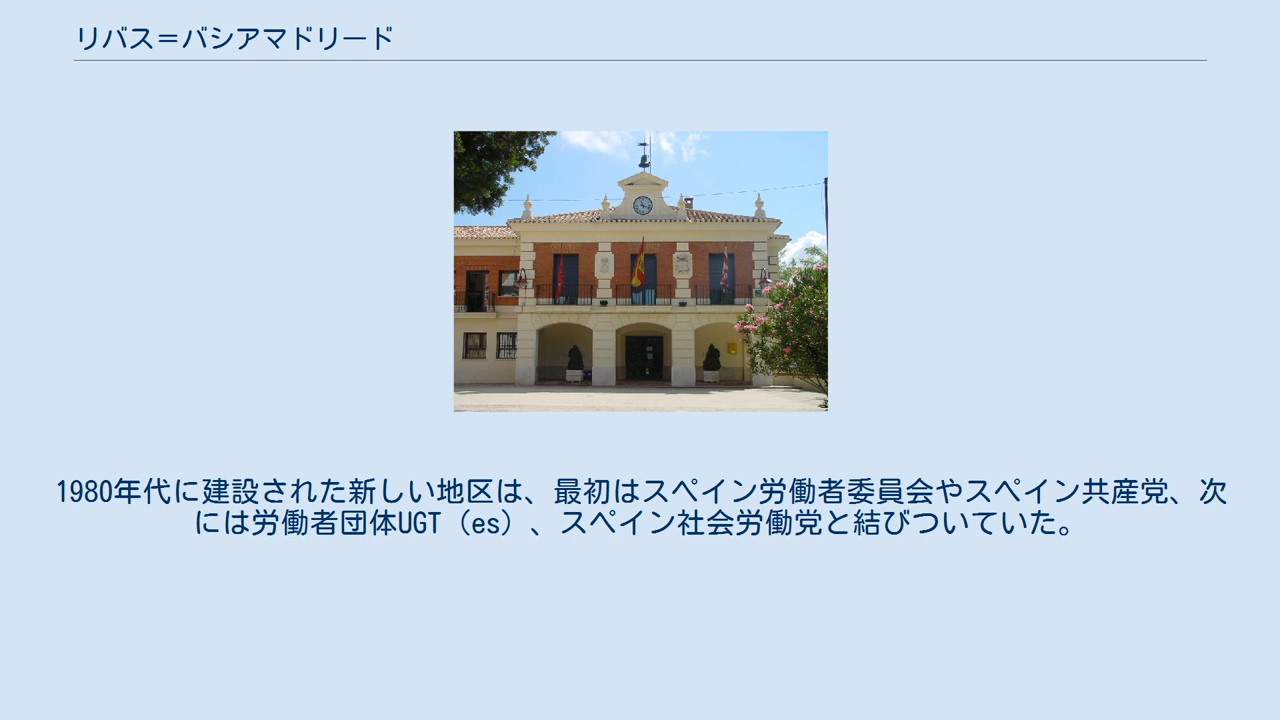 リバス＝バシアマドリード
1980年代に建設された新しい地区は、最初はスペイン労働者委員会やスペイン共産党、次
には労働者団体UGT（es）、スペイン社会労働党と結びついていた。